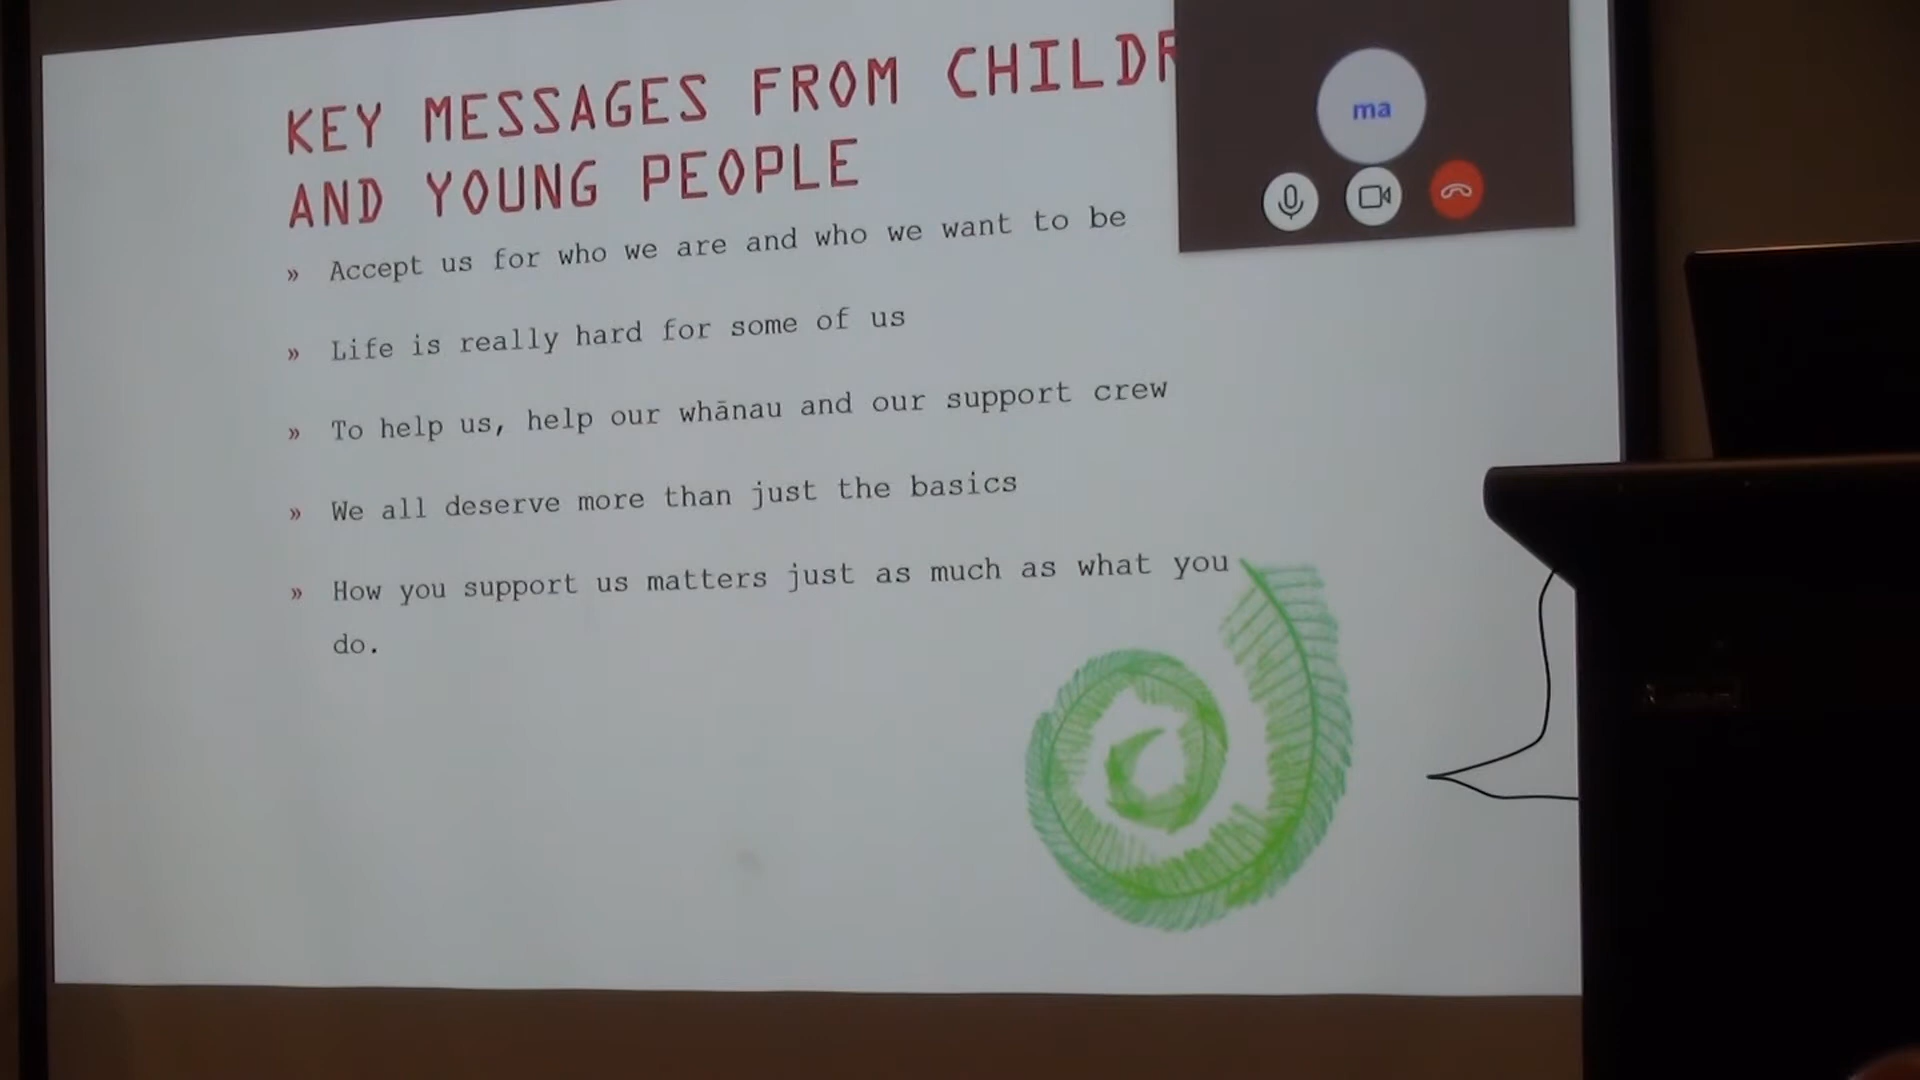 KEY MESSAGES FROM CHILDR
AND YOUNG PEOPLE
» Accept us for who we are and who we want to be
» Life is really hard for some of us
» To help us, help our whānau and our support crew
» We all deserve more than just the basics
» How you support us matters just as much as what you
do.
ma